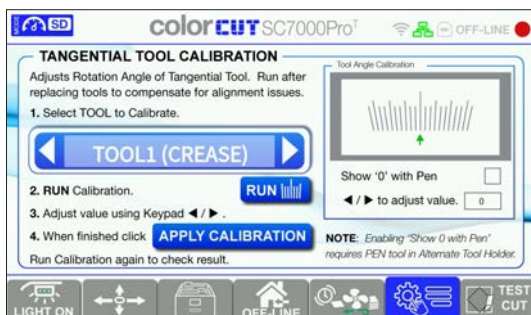 MODE SD colorCUT SC7000Pro T OFF-LINE
TANGENTIAL TOOL CALIBRATION
Adjusts Rotation Angle of Tangential Tool. Run after
replacing tools to compensate for alignment issues.
1. Select TOOL to Calibrate.
TOOL1 (CREASE)
2. RUN Calibration.
RUN
3. Adjust value using Keypad ◀ / ▶ .
4. When finished click APPLY CALIBRATION
Run Calibration again to check result.
Tool Angle Calibration
Show '0' with Pen
◀ / ▶ to adjust value. 0
NOTE: Enabling 'Show 0 with Pen'
requires PEN tool in Alternate Tool Holder.
LIGHT ON
OFF-LINE
TEST
CUT